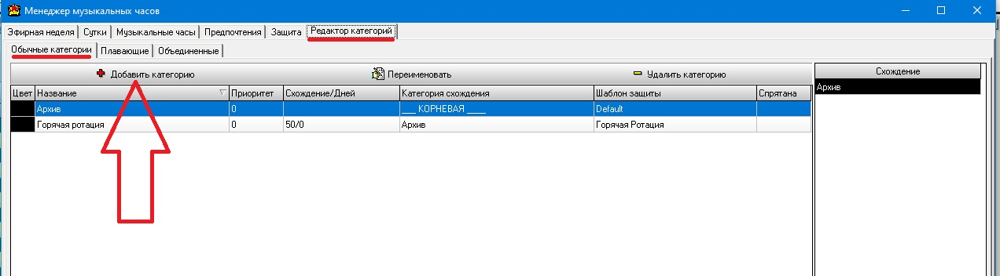 Менеджер музыкальных часов
Эфирная неделя Сутки Музыкальные часы Предпочтения Защита Редактор категорий
Обычные категории Плавающие Объединенные
Добавить категорию Переименовать Удалить категорию Схождение
Цвет Название Приоритет Схождение/Дней Категория схождения Шаблон защиты Спрятана Архив
Архив 0 ___ КОРНЕВАЯ ____ Default
Горячая ротация 0 50/0 Архив Горячая Ротация